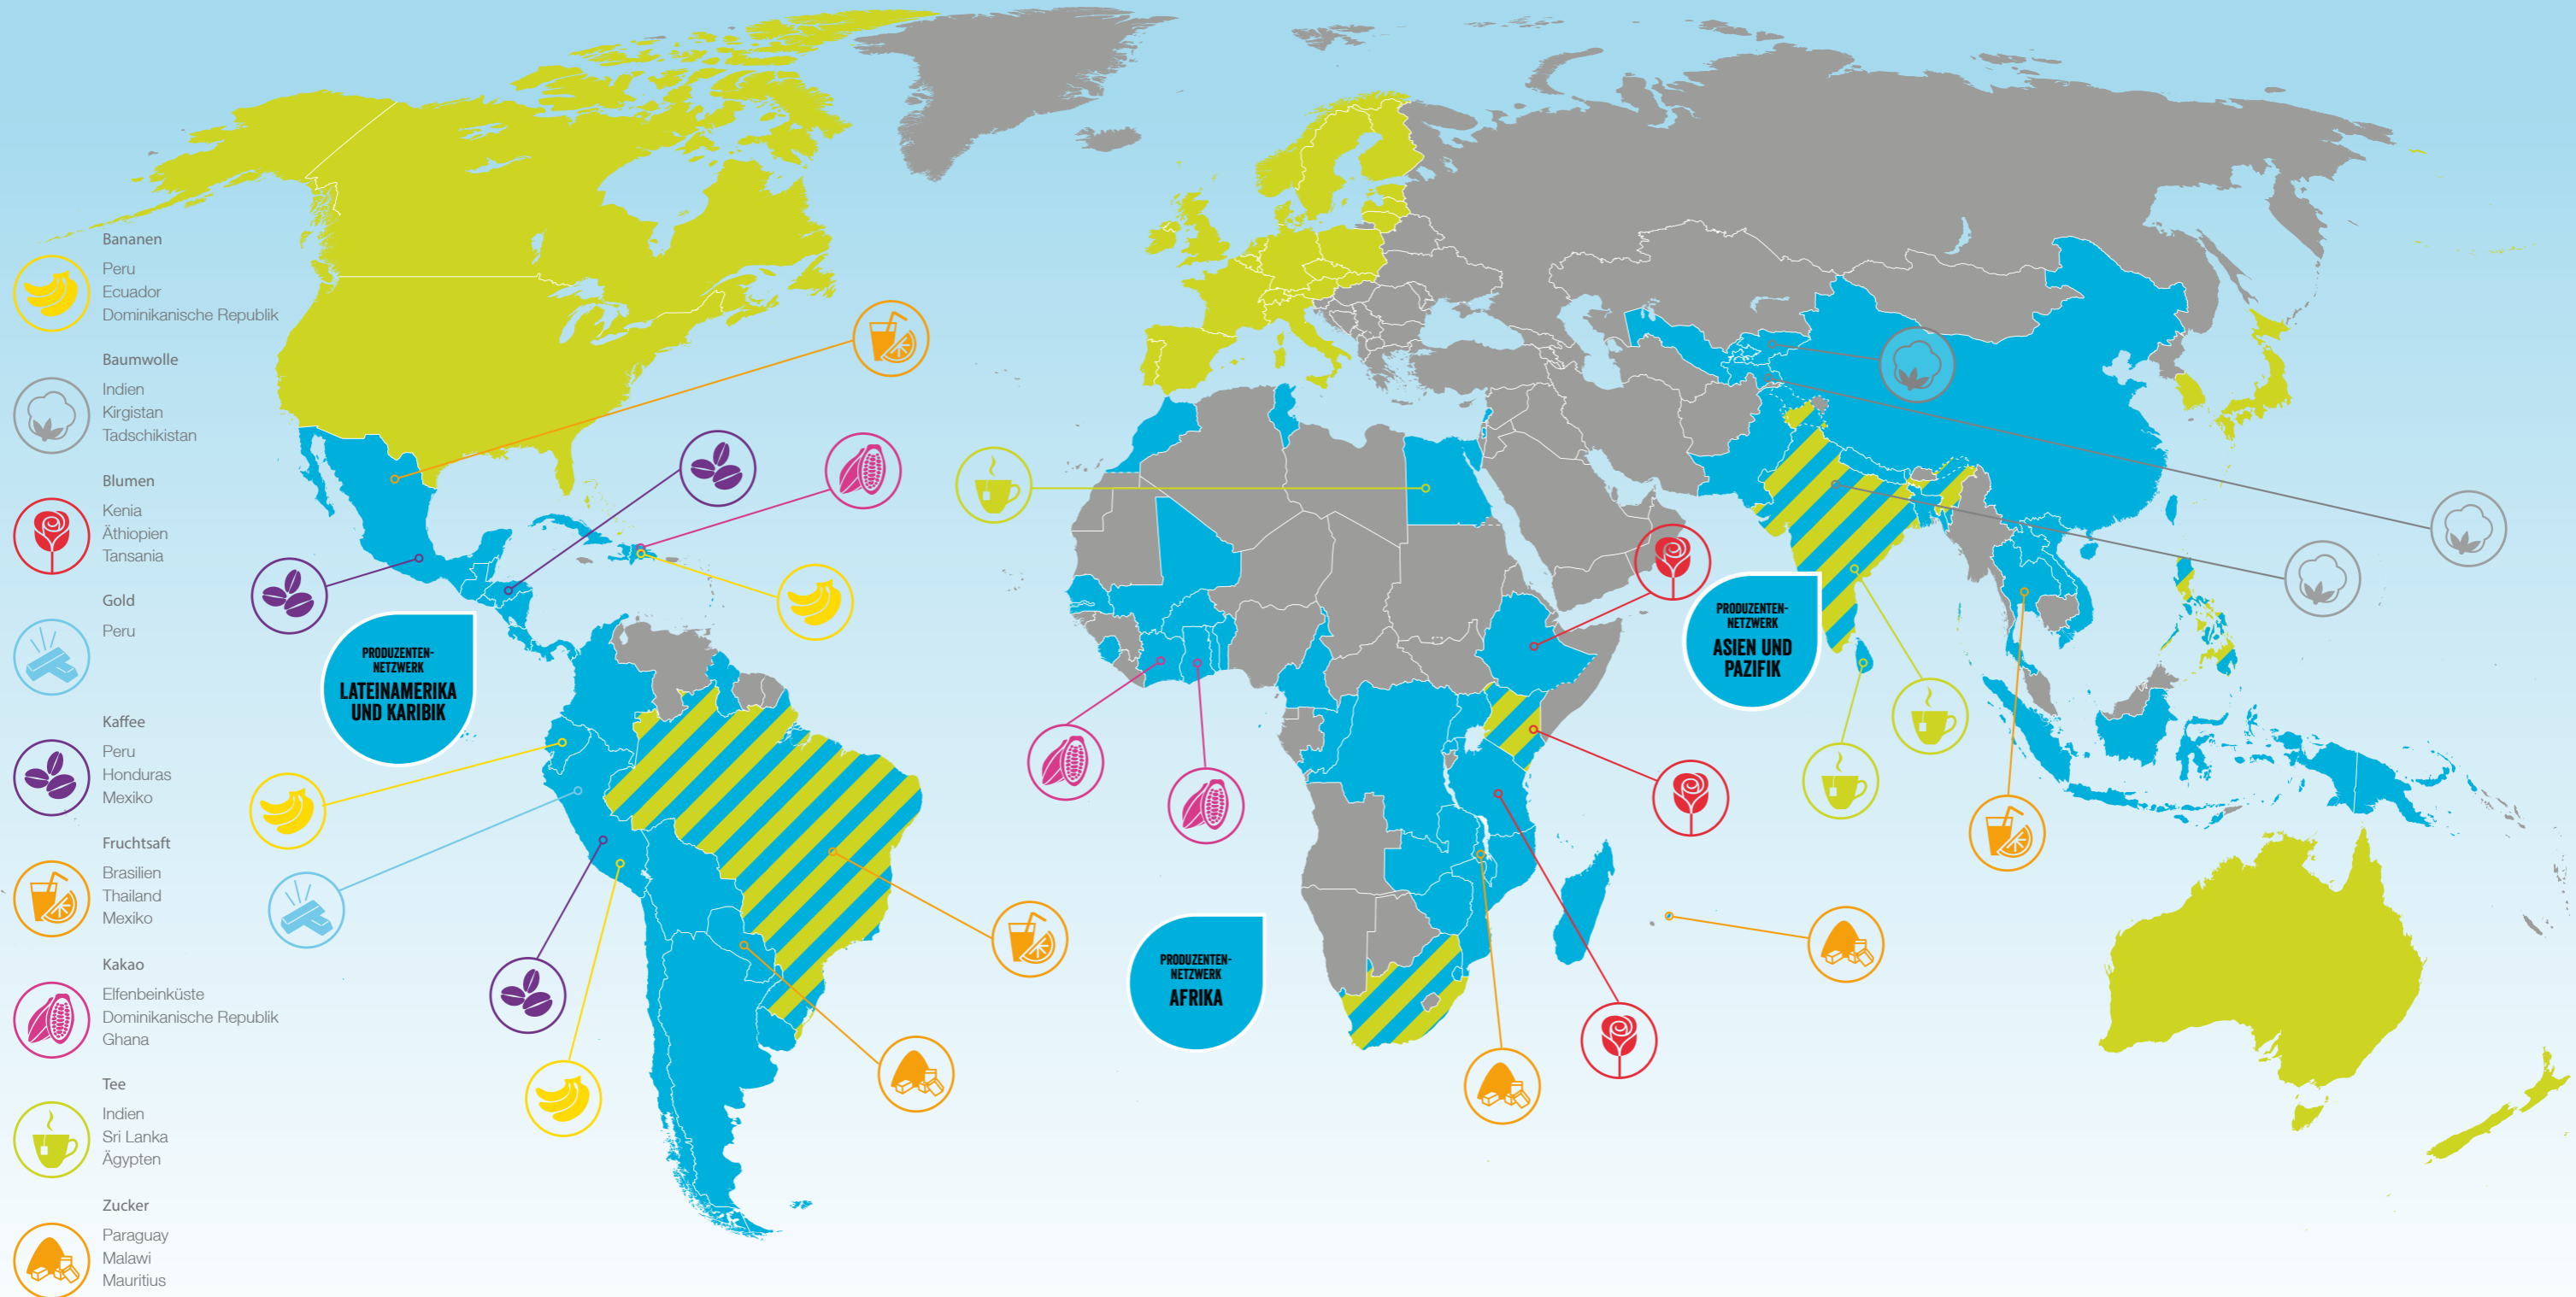 Bananen
Peru
Ecuador
Dominikanische Republik
Baumwolle
Indien
Kirgistan
Tadschikistan
Blumen
Kenia
Äthiopien
Tansania
Gold
Peru
Kaffee
Peru
Honduras
Mexiko
Fruchtsaft
Brasilien
Thailand
Mexiko
Kakao
Elfenbeinküste
Dominikanische Republik
Ghana
Tee
Indien
Sri Lanka
Ägypten
Zucker
Paraguay
Malawi
Mauritius
PRODUZENTEN-
NETZWERK
LATEINAMERIKA
UND KARIBIK
PRODUZENTEN-
NETZWERK
AFRIKA
PRODUZENTEN-
NETZWERK
ASIEN UND
PAZIFIK